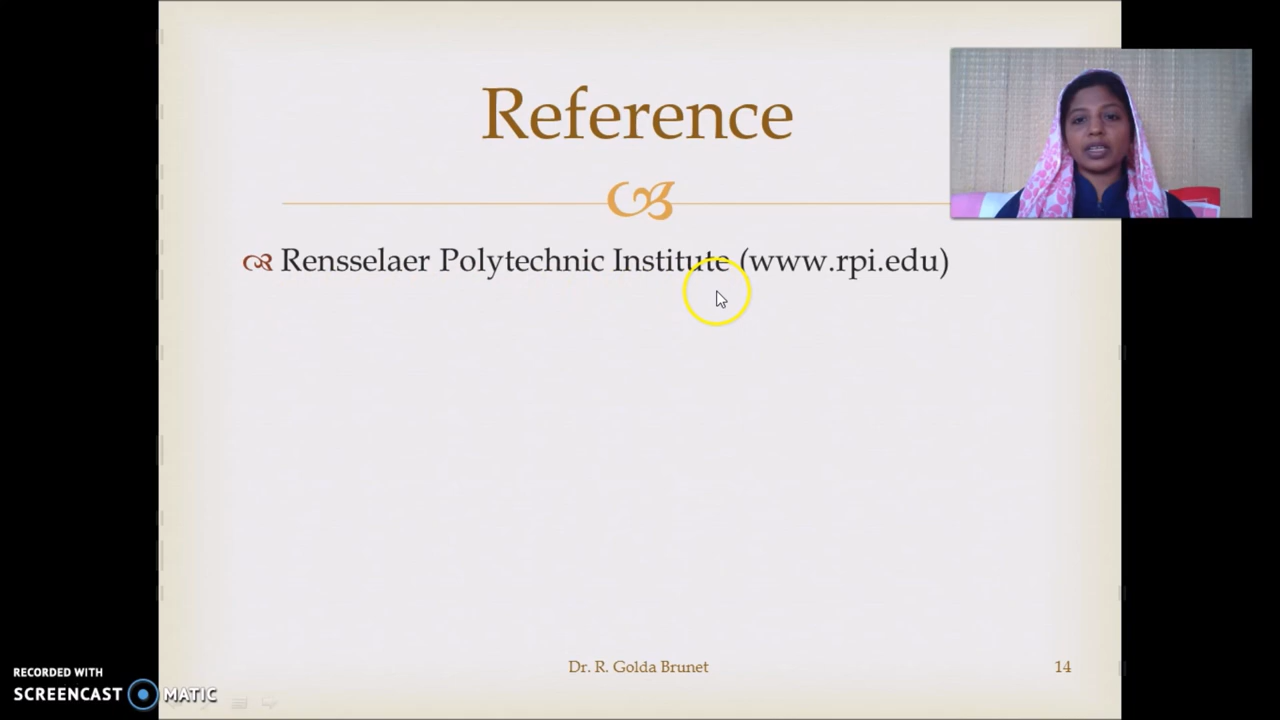 Reference
Rensselaer Polytechnic Institute (www.rpi.edu)
Dr. R. Golda Brunet
14
RECORDED WITH
SCREENCAST MATIC